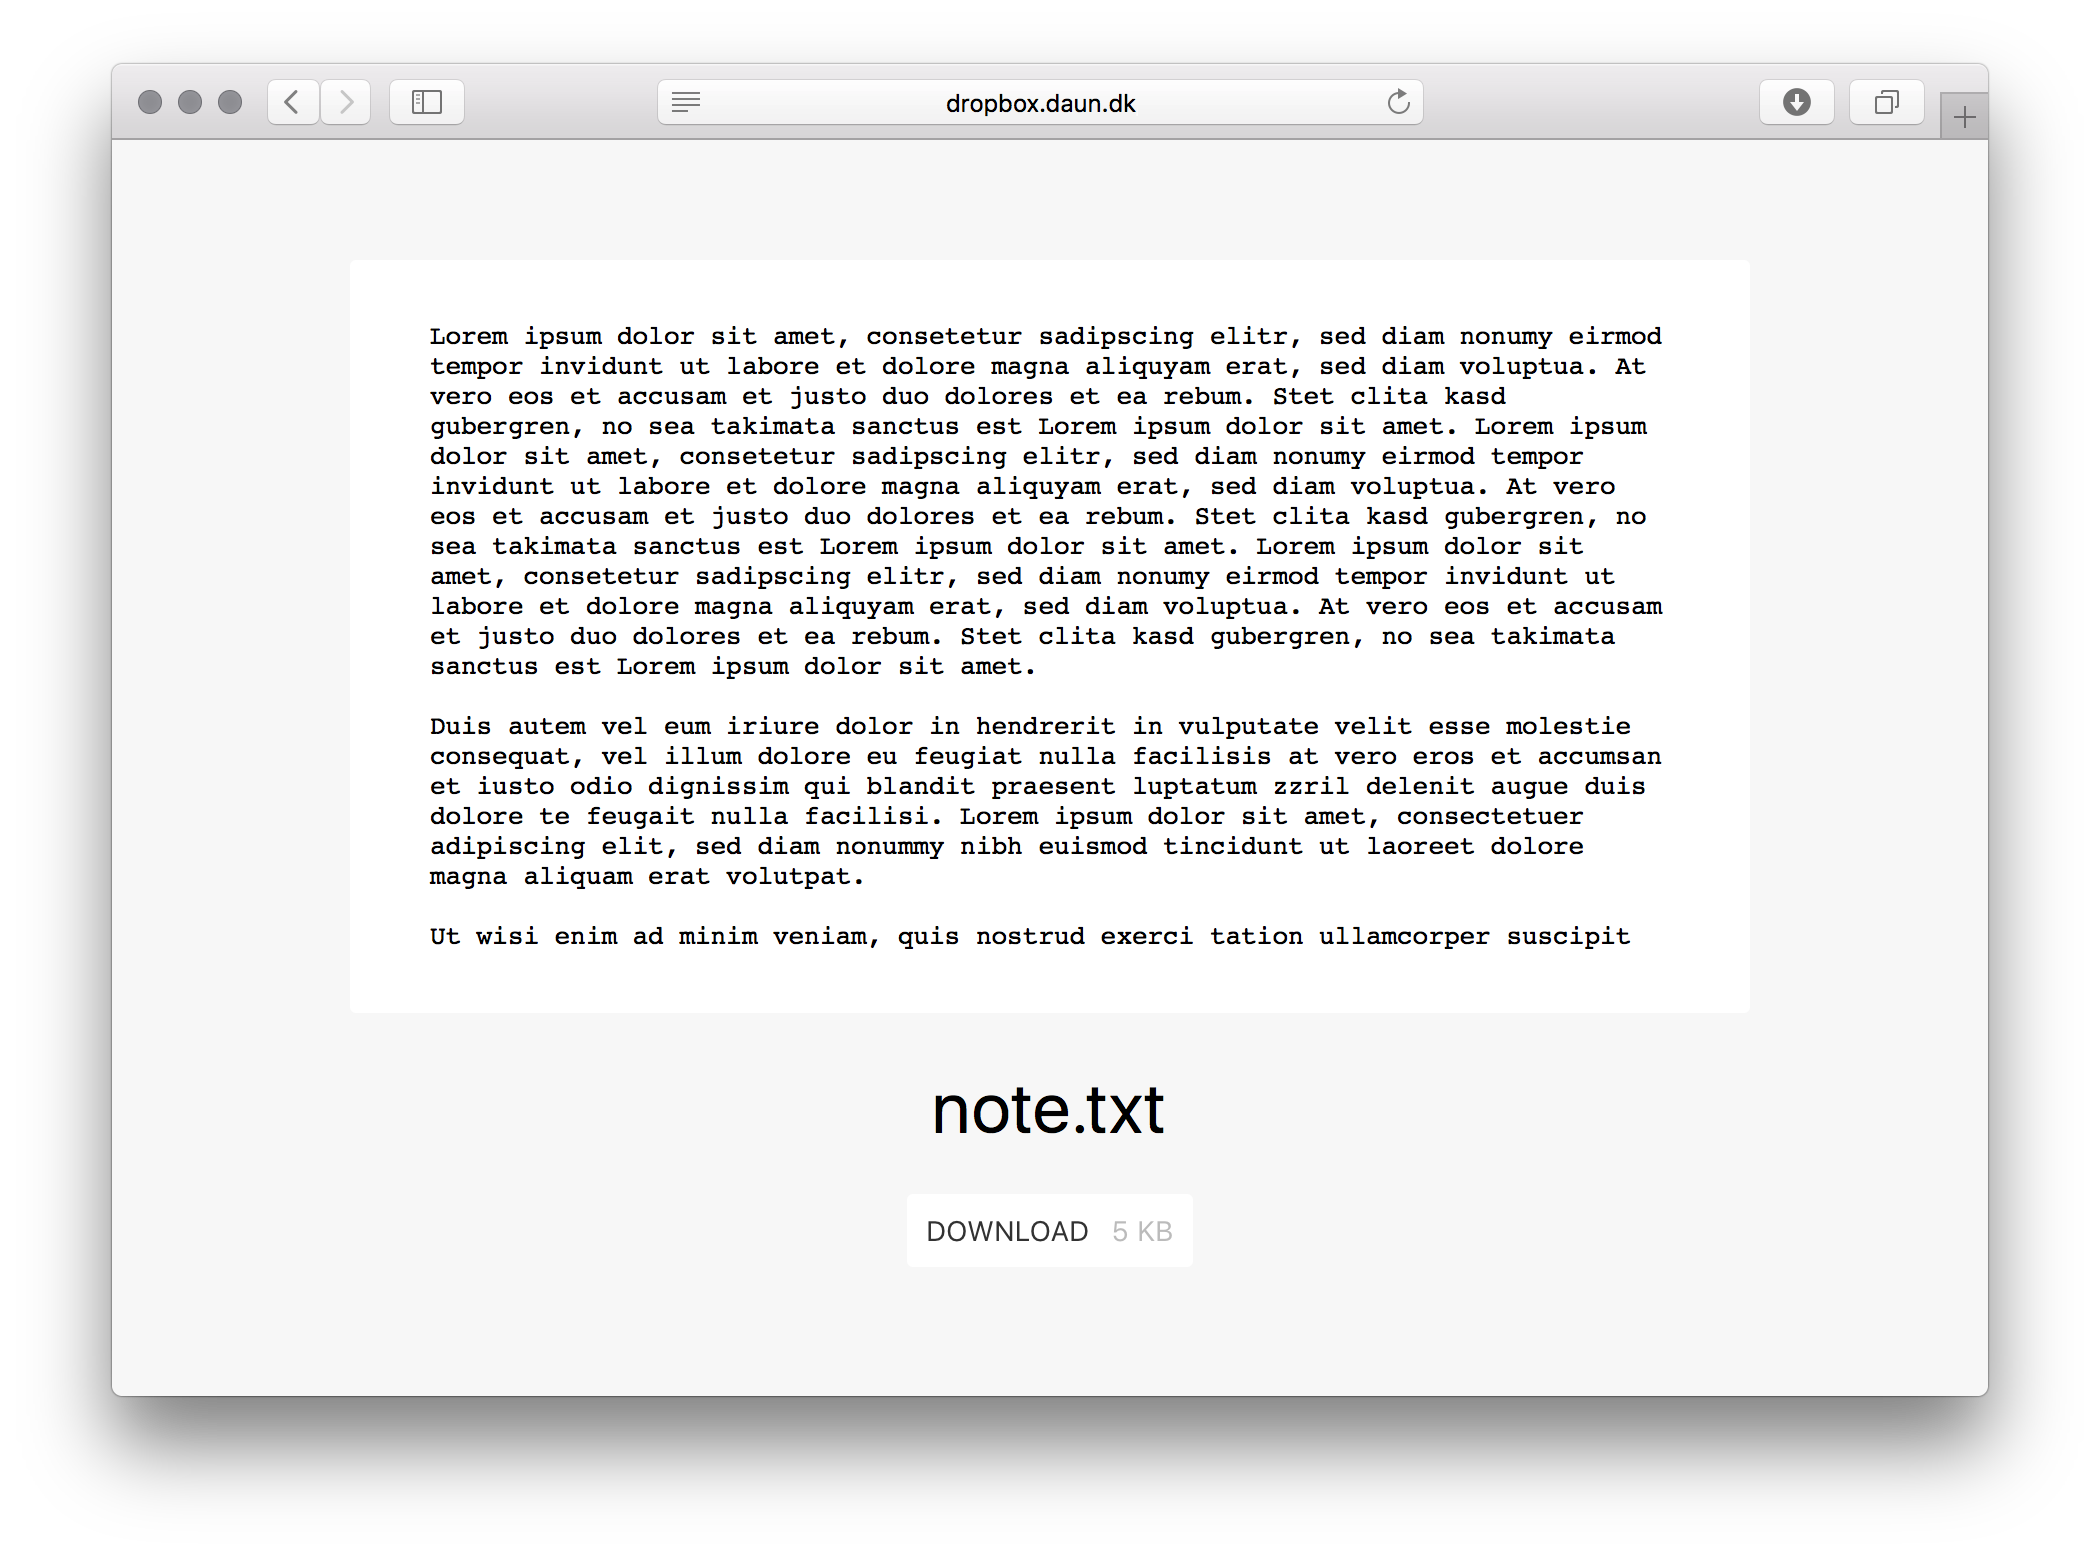 dropbox.daun.dk
Lorem ipsum dolor sit amet, consetetur sadipscing elitr, sed diam nonumy eirmod
tempor invidunt ut labore et dolore magna aliquyam erat, sed diam voluptua. At
vero eos et accusam et justo duo dolores et ea rebum. Stet clita kasd
gubergren, no sea takimata sanctus est Lorem ipsum dolor sit amet. Lorem ipsum
dolor sit amet, consetetur sadipscing elitr, sed diam nonumy eirmod tempor
invidunt ut labore et dolore magna aliquyam erat, sed diam voluptua. At vero
eos et accusam et justo duo dolores et ea rebum. Stet clita kasd gubergren, no
sea takimata sanctus est Lorem ipsum dolor sit amet. Lorem ipsum dolor sit
amet, consetetur sadipscing elitr, sed diam nonumy eirmod tempor invidunt ut
labore et dolore magna aliquyam erat, sed diam voluptua. At vero eos et accusam
et justo duo dolores et ea rebum. Stet clita kasd gubergren, no sea takimata
sanctus est Lorem ipsum dolor sit amet.
Duis autem vel eum iriure dolor in hendrerit in vulputate velit esse molestie
consequat, vel illum dolore eu feugiat nulla facilisis at vero eros et accumsan
et iusto odio dignissim qui blandit praesent luptatum zzril delenit augue duis
dolore te feugait nulla facilisi. Lorem ipsum dolor sit amet, consectetuer
adipiscing elit, sed diam nonummy nibh euismod tincidunt ut laoreet dolore
magna aliquam erat volutpat.
Ut wisi enim ad minim veniam, quis nostrud exerci tation ullamcorper suscipit
note.txt
DOWNLOAD 5 KB